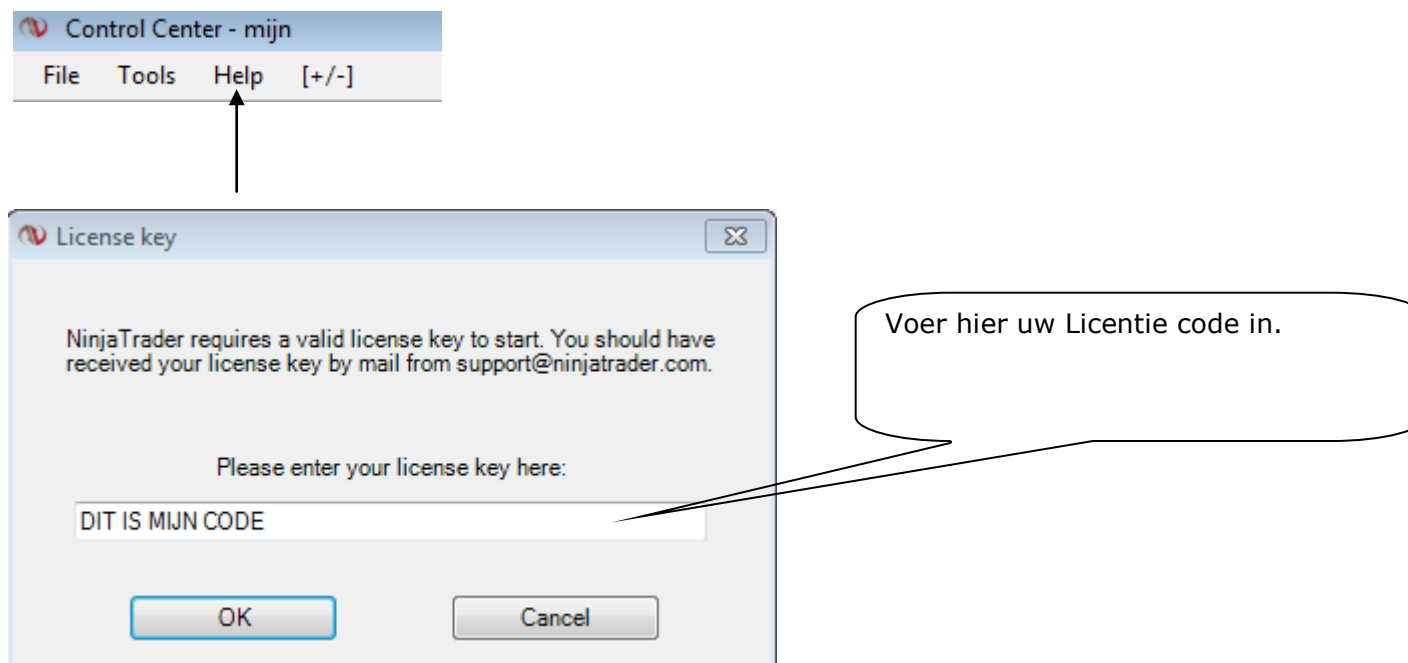 Control Center - mijn
File Tools Help [+/-]
License key
NinjaTrader requires a valid license key to start. You should have
received your license key by mail from support@ninjatrader.com.
Please enter your license key here:
DIT IS MIJN CODE
OK Cancel
Voer hier uw Licentie code in.